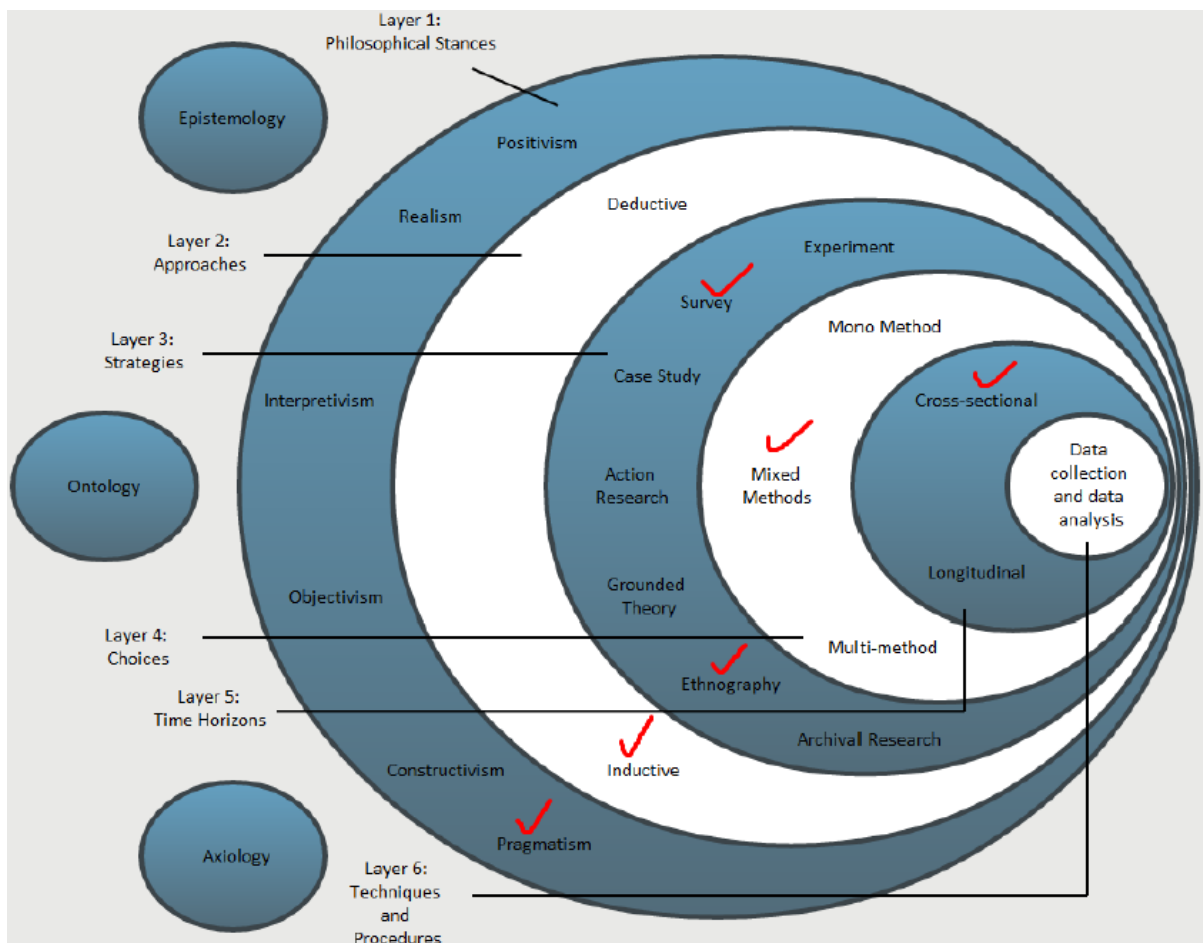 Layer 1:
Philosophical Stances
Epistemology
Positivism
Deductive
Realism
Layer 2:
Approaches
Experiment
Survey
Mono Method
Layer 3:
Strategies
Case Study
Cross-sectional
Interpretivism
Ontology
Action
Research
Mixed
Methods
Data
collection
and data
analysis
Longitudinal
Objectivism
Grounded
Theory
Layer 4:
Choices
Multi-method
Ethnography
Layer 5:
Time Horizons
Archivall Research
Constructivism
Inductive
Pragmatism
Axiology
Layer 6:
Techniques
and
Procedures